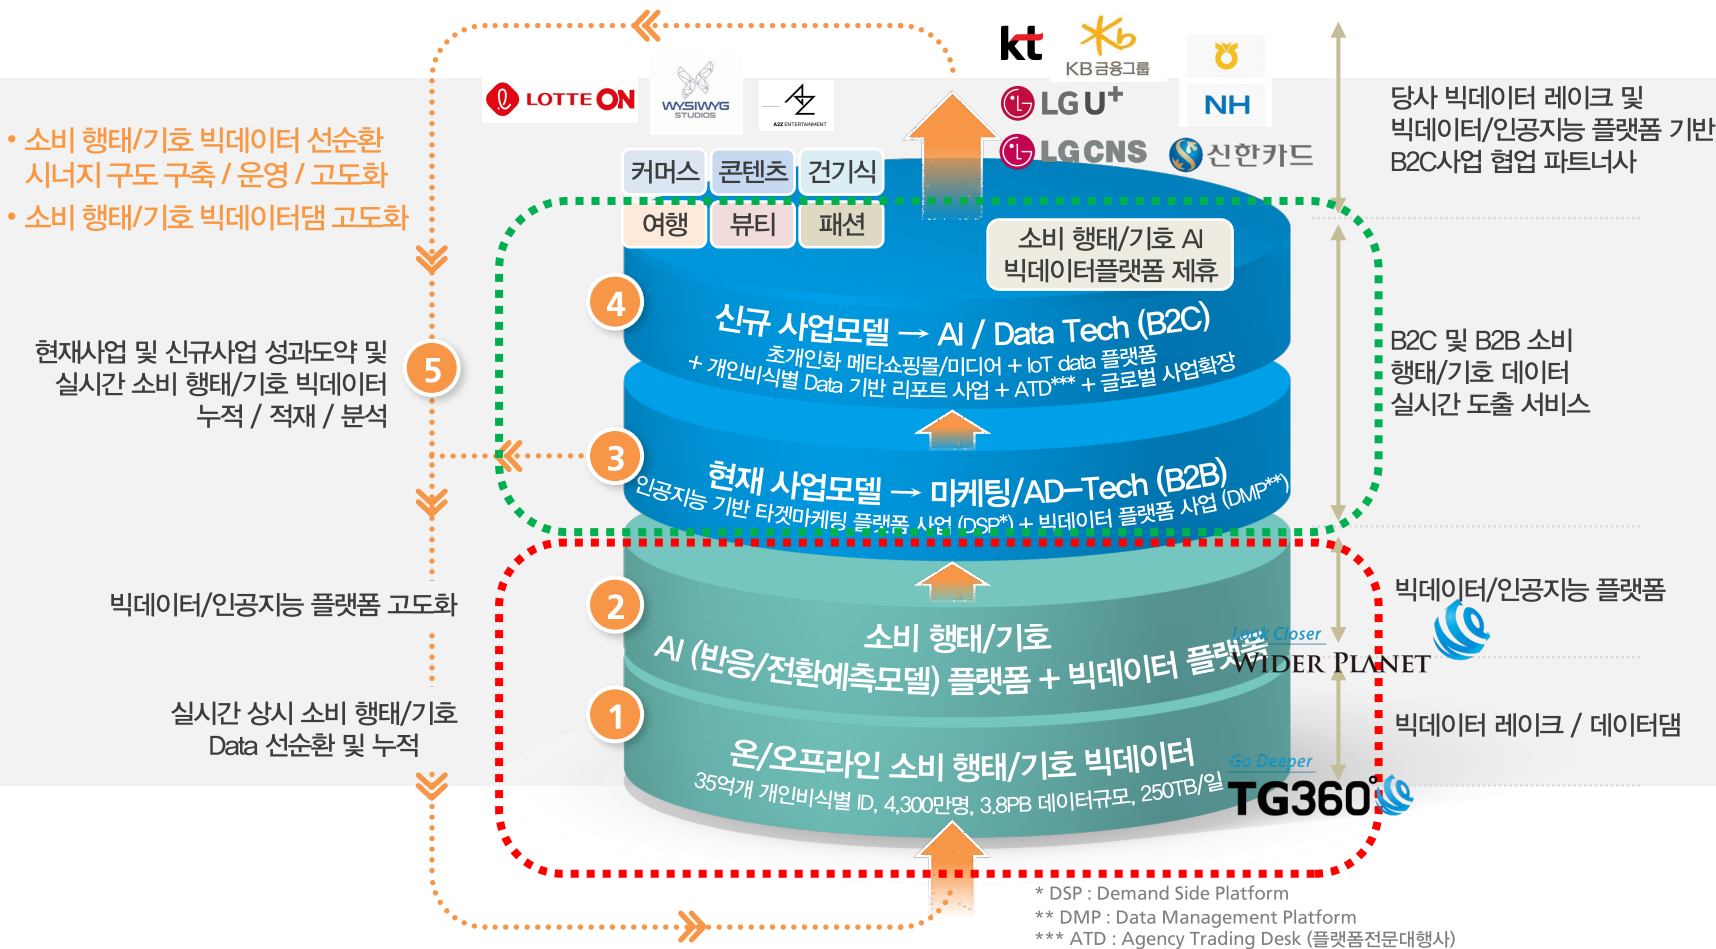 kt
KB금융그룹
LOTTE ON
WYSIWYG
STUDIOS
A2Z ENTERTAINMENT
LG U+
NH
LG CNS
신한카드
당사 빅데이터 레이크 및
빅데이터/인공지능 플랫폼 기반
B2C사업 협업 파트너사
• 소비 행태/기호 빅데이터 선순환
시너지 구도 구축 / 운영 / 고도화
• 소비 행태/기호 빅데이터댐 고도화
커머스 콘텐츠 건기식
여행 뷰티 패션
소비 행태/기호 AI
빅데이터플랫폼 제휴
4
신규 사업모델 → AI / Data Tech (B2C)
초개인화 메타쇼핑몰/미디어 + IoT data 플랫폼
+ 개인비식별 Data 기반 리포트 사업 + ATD*** + 글로벌 사업확장
현재사업 및 신규사업 성과도약 및
실시간 소비 행태/기호 빅데이터
누적 / 적재 / 분석
5
B2C 및 B2B 소비
행태/기호 데이터
실시간 도출 서비스
3
현재 사업모델 → 마케팅/AD-Tech (B2B)
인공지능 기반 타겟마케팅 플랫폼 사업 (DSP*) + 빅데이터 플랫폼 사업 (DMP**)
빅데이터/인공지능 플랫폼 고도화
2
소비 행태/기호
AI (반응/전환예측모델) 플랫폼 + 빅데이터 플랫폼
빅데이터/인공지능 플랫폼
Look Closer
WIDER PLANET
실시간 상시 소비 행태/기호
Data 선순환 및 누적
1
온/오프라인 소비 행태/기호 빅데이터
35억개 개인비식별 ID, 4,300만명, 3.8PB 데이터규모, 250TB/일
빅데이터 레이크 / 데이터댐
Go Deeper
TG360°
* DSP : Demand Side Platform
** DMP : Data Management Platform
*** ATD : Agency Trading Desk (플랫폼전문대행사)